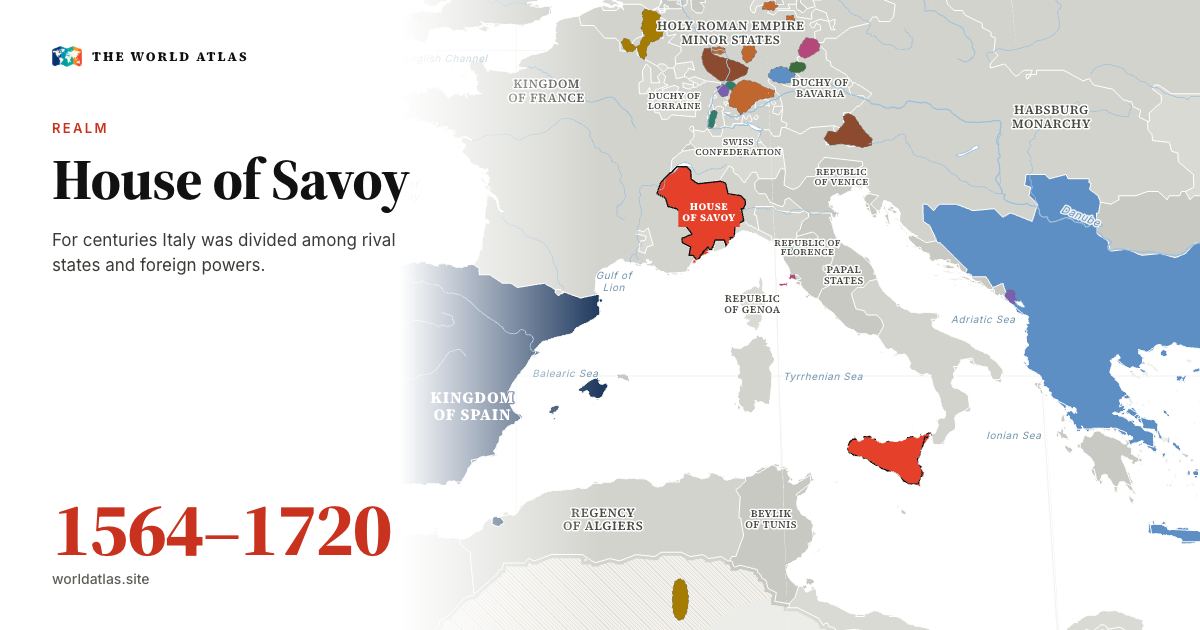 THE WORLD ATLAS
REALM
House of Savoy
For centuries Italy was divided among rival
states and foreign powers.
1564–1720
worldatlas.site
English Channel
KINGDOM
OF FRANCE
HOLY ROMAN EMPIRE
MINOR STATES
DUCHY OF
LORRAINE
DUCHY OF
BAVARIA
HABSBURG
MONARCHY
SWISS
CONFEDERATION
REPUBLIC
OF VENICE
HOUSE
OF SAVOY
Danube
REPUBLIC OF
FLORENCE
PAPAL
STATES
Gulf of
Lion
REPUBLIC
OF GENOA
Adriatic Sea
Balearic Sea
Tyrrhenian Sea
KINGDOM
OF SPAIN
Ionian Sea
REGENCY
OF ALGIERS
BEYLIK
OF TUNIS